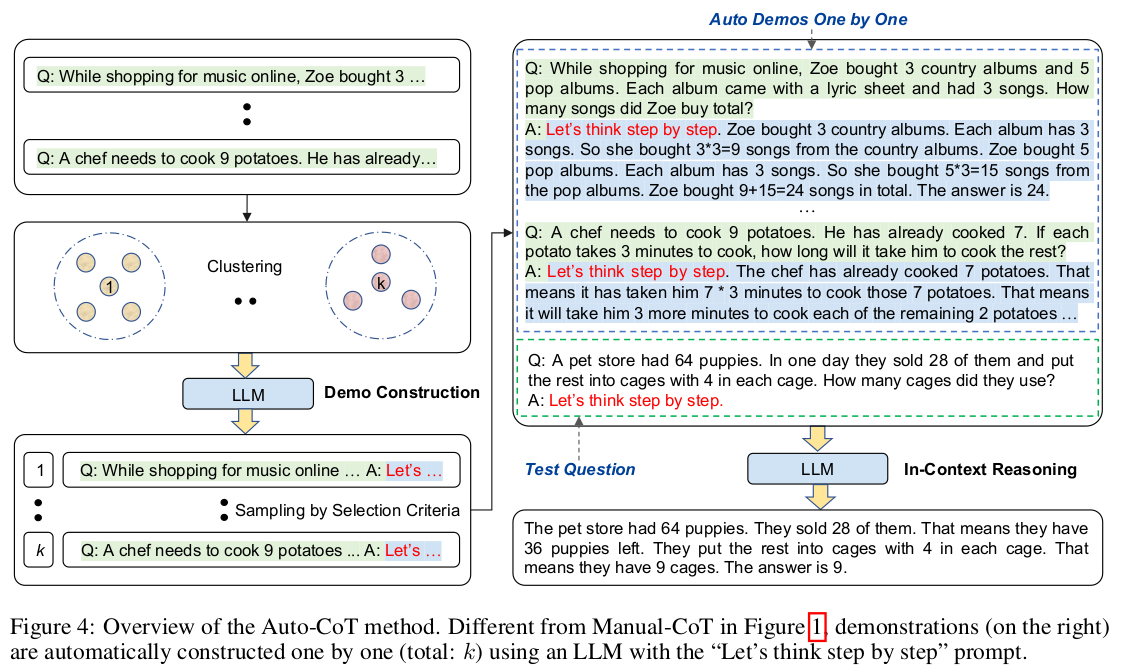 Auto Demos One by One
Q: While shopping for music online, Zoe bought 3 …
Q: A chef needs to cook 9 potatoes. He has already…
Clustering
1
k
LLM
Demo Construction
1
Q: While shopping for music online … A: Let's …
Sampling by Selection Criteria
k
Q: A chef needs to cook 9 potatoes ... A: Let's …
Q: While shopping for music online, Zoe bought 3 country albums and 5
pop albums. Each album came with a lyric sheet and had 3 songs. How
many songs did Zoe buy total?
A: Let's think step by step. Zoe bought 3 country albums. Each album has 3
songs. So she bought 3*3=9 songs from the country albums. Zoe bought 5
pop albums. Each album has 3 songs. So she bought 5*3=15 songs from
the pop albums. Zoe bought 9+15=24 songs in total. The answer is 24.
…
Q: A chef needs to cook 9 potatoes. He has already cooked 7. If each
potato takes 3 minutes to cook, how long will it take him to cook the rest?
A: Let's think step by step. The chef has already cooked 7 potatoes. That
means it has taken him 7 * 3 minutes to cook those 7 potatoes. That means
it will take him 3 more minutes to cook each of the remaining 2 potatoes …
Q: A pet store had 64 puppies. In one day they sold 28 of them and put
the rest into cages with 4 in each cage. How many cages did they use?
A: Let's think step by step.
Test Question
LLM
In-Context Reasoning
The pet store had 64 puppies. They sold 28 of them. That means they have
36 puppies left. They put the rest into cages with 4 in each cage. That
means they have 9 cages. The answer is 9.
Figure 4: Overview of the Auto-CoT method. Different from Manual-CoT in Figure 1, demonstrations (on the right)
are automatically constructed one by one (total: k) using an LLM with the “Let's think step by step” prompt.